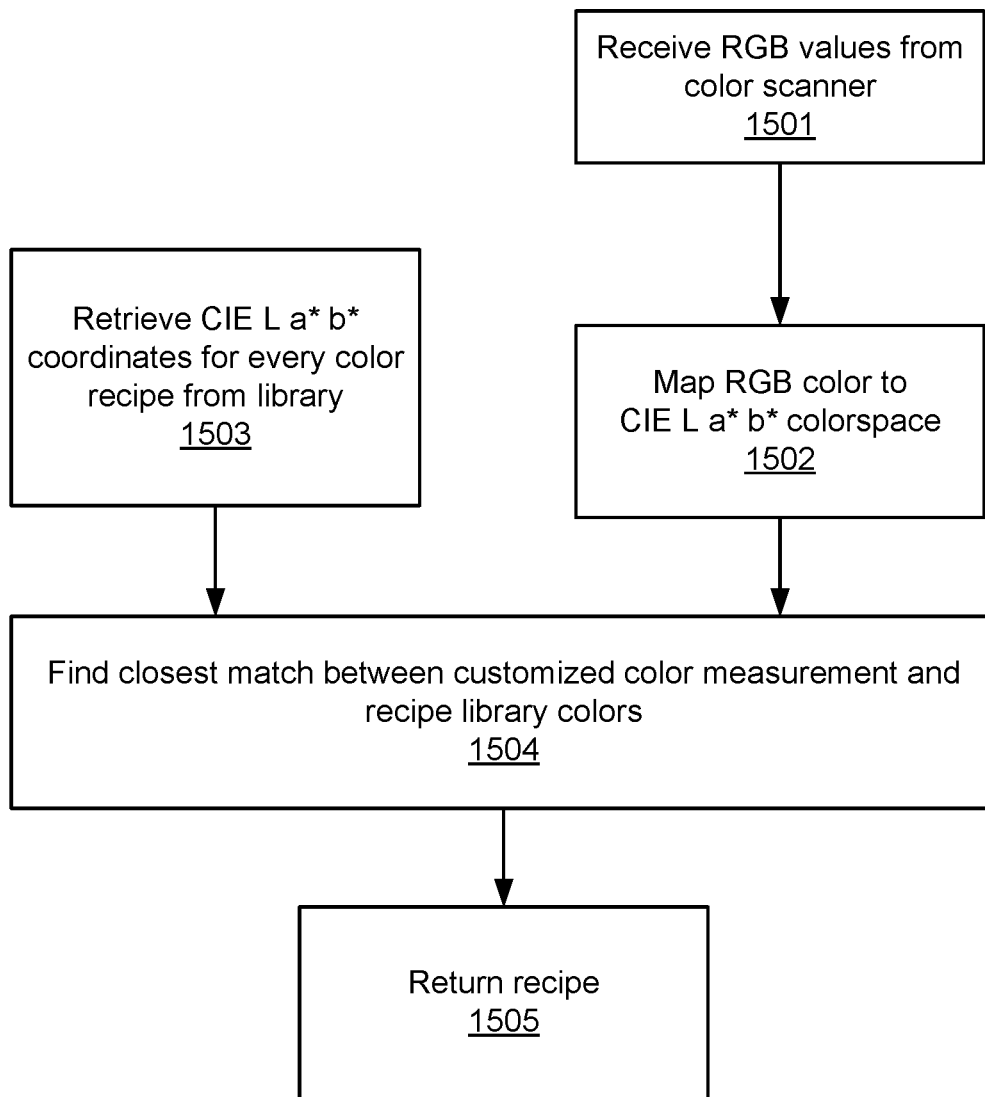 Receive RGB values from
color scanner
1501
Retrieve CIE L a* b*
coordinates for every color
recipe from library
1503
Map RGB color to
CIE L a* b* colorspace
1502
Find closest match between customized color measurement and
recipe library colors
1504
Return recipe
1505